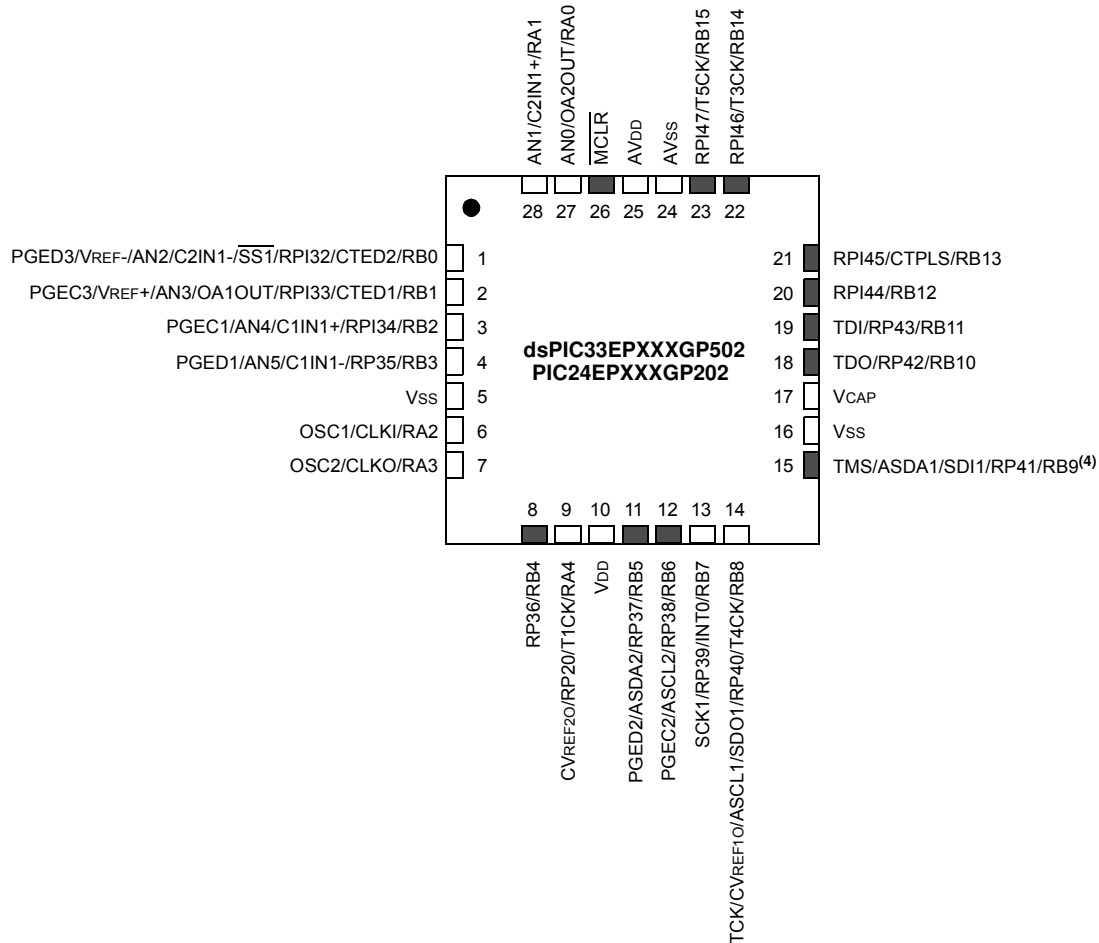 AN1/C2IN1+/RA1
AN0/OA2OUT/RA0
MCLR
AVDD
AVSS
RPI47/T5CK/RB15
RPI46/T3CK/RB14
28 27 26 25 24 23 22
PGED3/VREF-/AN2/C2IN1-/SS1/RPI32/CTED2/RB0 1
PGEC3/VREF+/AN3/OA1OUT/RPI33/CTED1/RB1 2
PGEC1/AN4/C1IN1+/RPI34/RB2 3
PGED1/AN5/C1IN1-/RP35/RB3 4
VSS 5
OSC1/CLKI/RA2 6
OSC2/CLKO/RA3 7
dsPIC33EPXXXGP502
PIC24EPXXXGP202
21 RPI45/CTPLS/RB13
20 RPI44/RB12
19 TDI/RP43/RB11
18 TDO/RP42/RB10
17 VCAP
16 VSS
15 TMS/ASDA1/SDI1/RP41/RB9(4)
8 9 10 11 12 13 14
RP36/RB4
CVREF2O/RP20/T1CK/RA4
VDD
PGED2/ASDA2/RP37/RB5
PGEC2/ASCL2/RP38/RB6
SCK1/RP39/INT0/RB7
TCK/CVREF1O/ASCL1/SDO1/RP40/T4CK/RB8